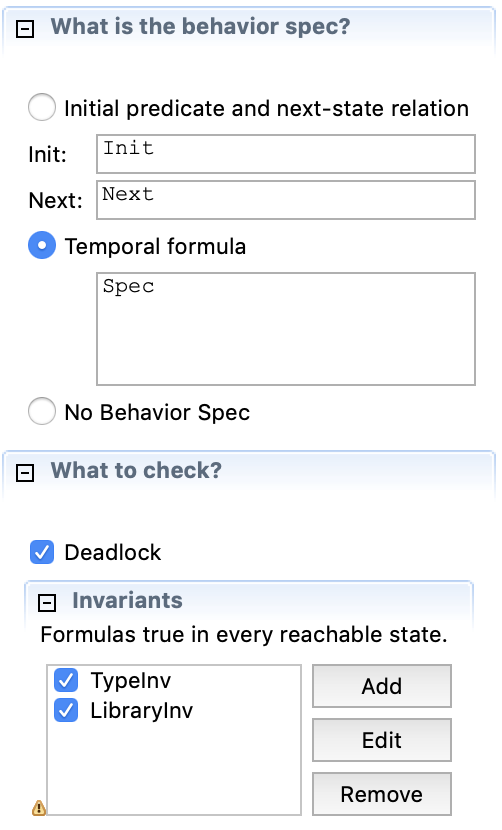 What is the behavior spec?
Initial predicate and next-state relation
Init: Init
Next: Next
Temporal formula
Spec
No Behavior Spec
What to check?
Deadlock
Invariants
Formulas true in every reachable state.
TypeInv
LibraryInv
Add
Edit
Remove